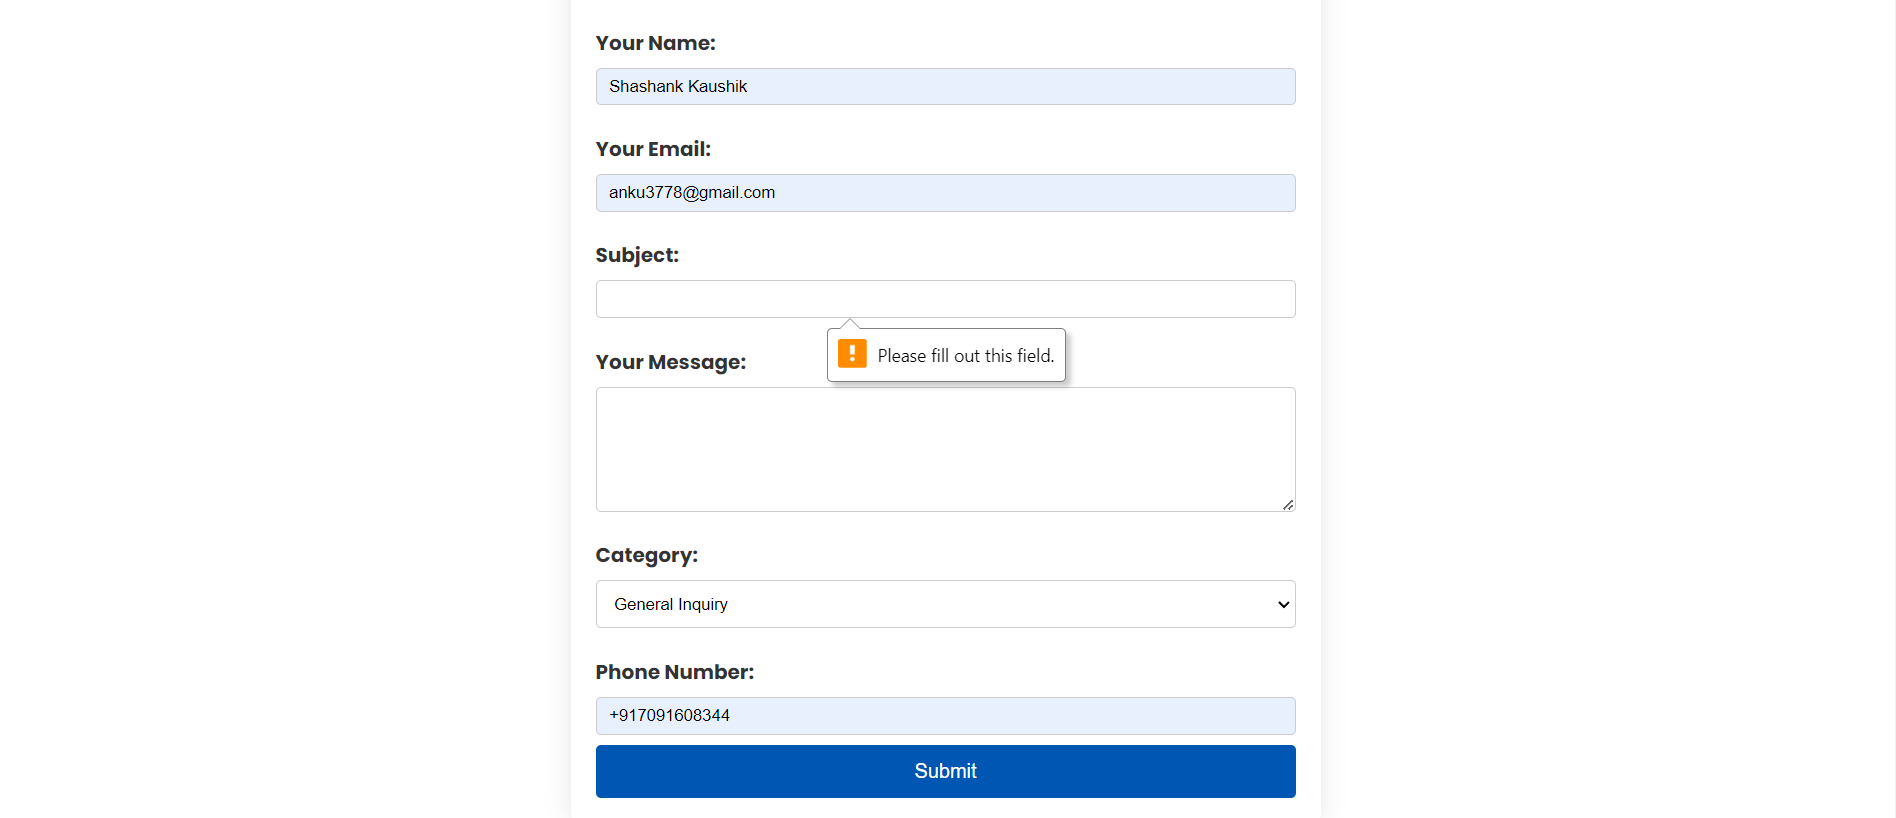 Your Name:
Shashank Kaushik
Your Email:
anku3778@gmail.com
Subject:
Please fill out this field.
Your Message:
Category:
General Inquiry
Phone Number:
+917091608344
Submit